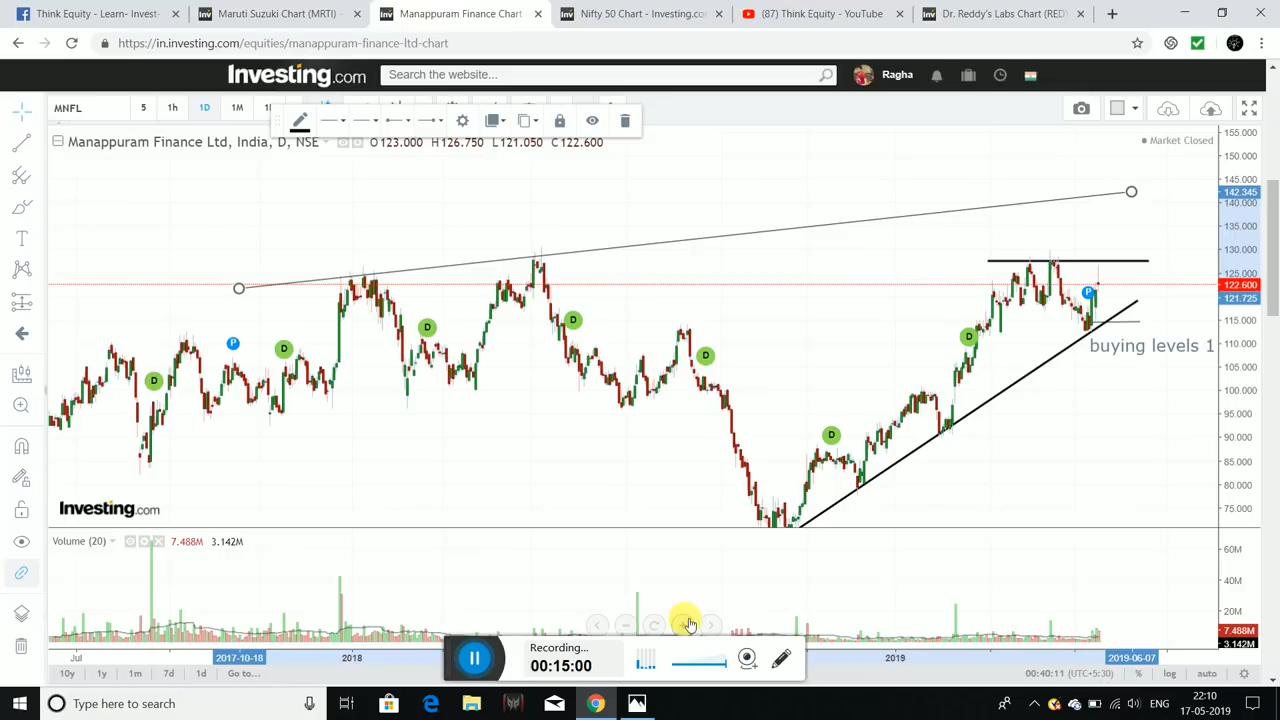 Facebook - Learn- Invest-
Maruti Suzuki Chart (MRTI) -
Manappuram Finance Chart
Nifty 50 Chart - Investing.com
(87) Think Equity - YouTube
Dr. Reddy's Labs Chart (RED
https://in.investing.com/equities/manappuram-finance-ltd-chart
Investing.com
Search the website...
Ragha
MNFL
5
1h
1D
1M
Manappuram Finance Ltd, India, D, NSE
O 123.000 H 126.750 L 121.050 C 122.600
Market Closed
155.000
150.000
145.000
142.345
140.000
135.000
130.000
125.000
122.600
121.725
115.000
110.000
105.000
100.000
95.000
90.000
85.000
80.000
75.000
P
D
D
D
D
D
D
D
P
buying levels 1
Investing.com
Volume (20)
7.488M
3.142M
60M
40M
20M
7.488M
3.142M
Jul
2017-10-18
2018
2019
2019-06-07
10y
1y
1m
7d
1d
Go to...
00:40:11 (UTC+5:30)
%
log
auto
Recording...
00:15:00
Type here to search
ENG
22:10
17-05-2019